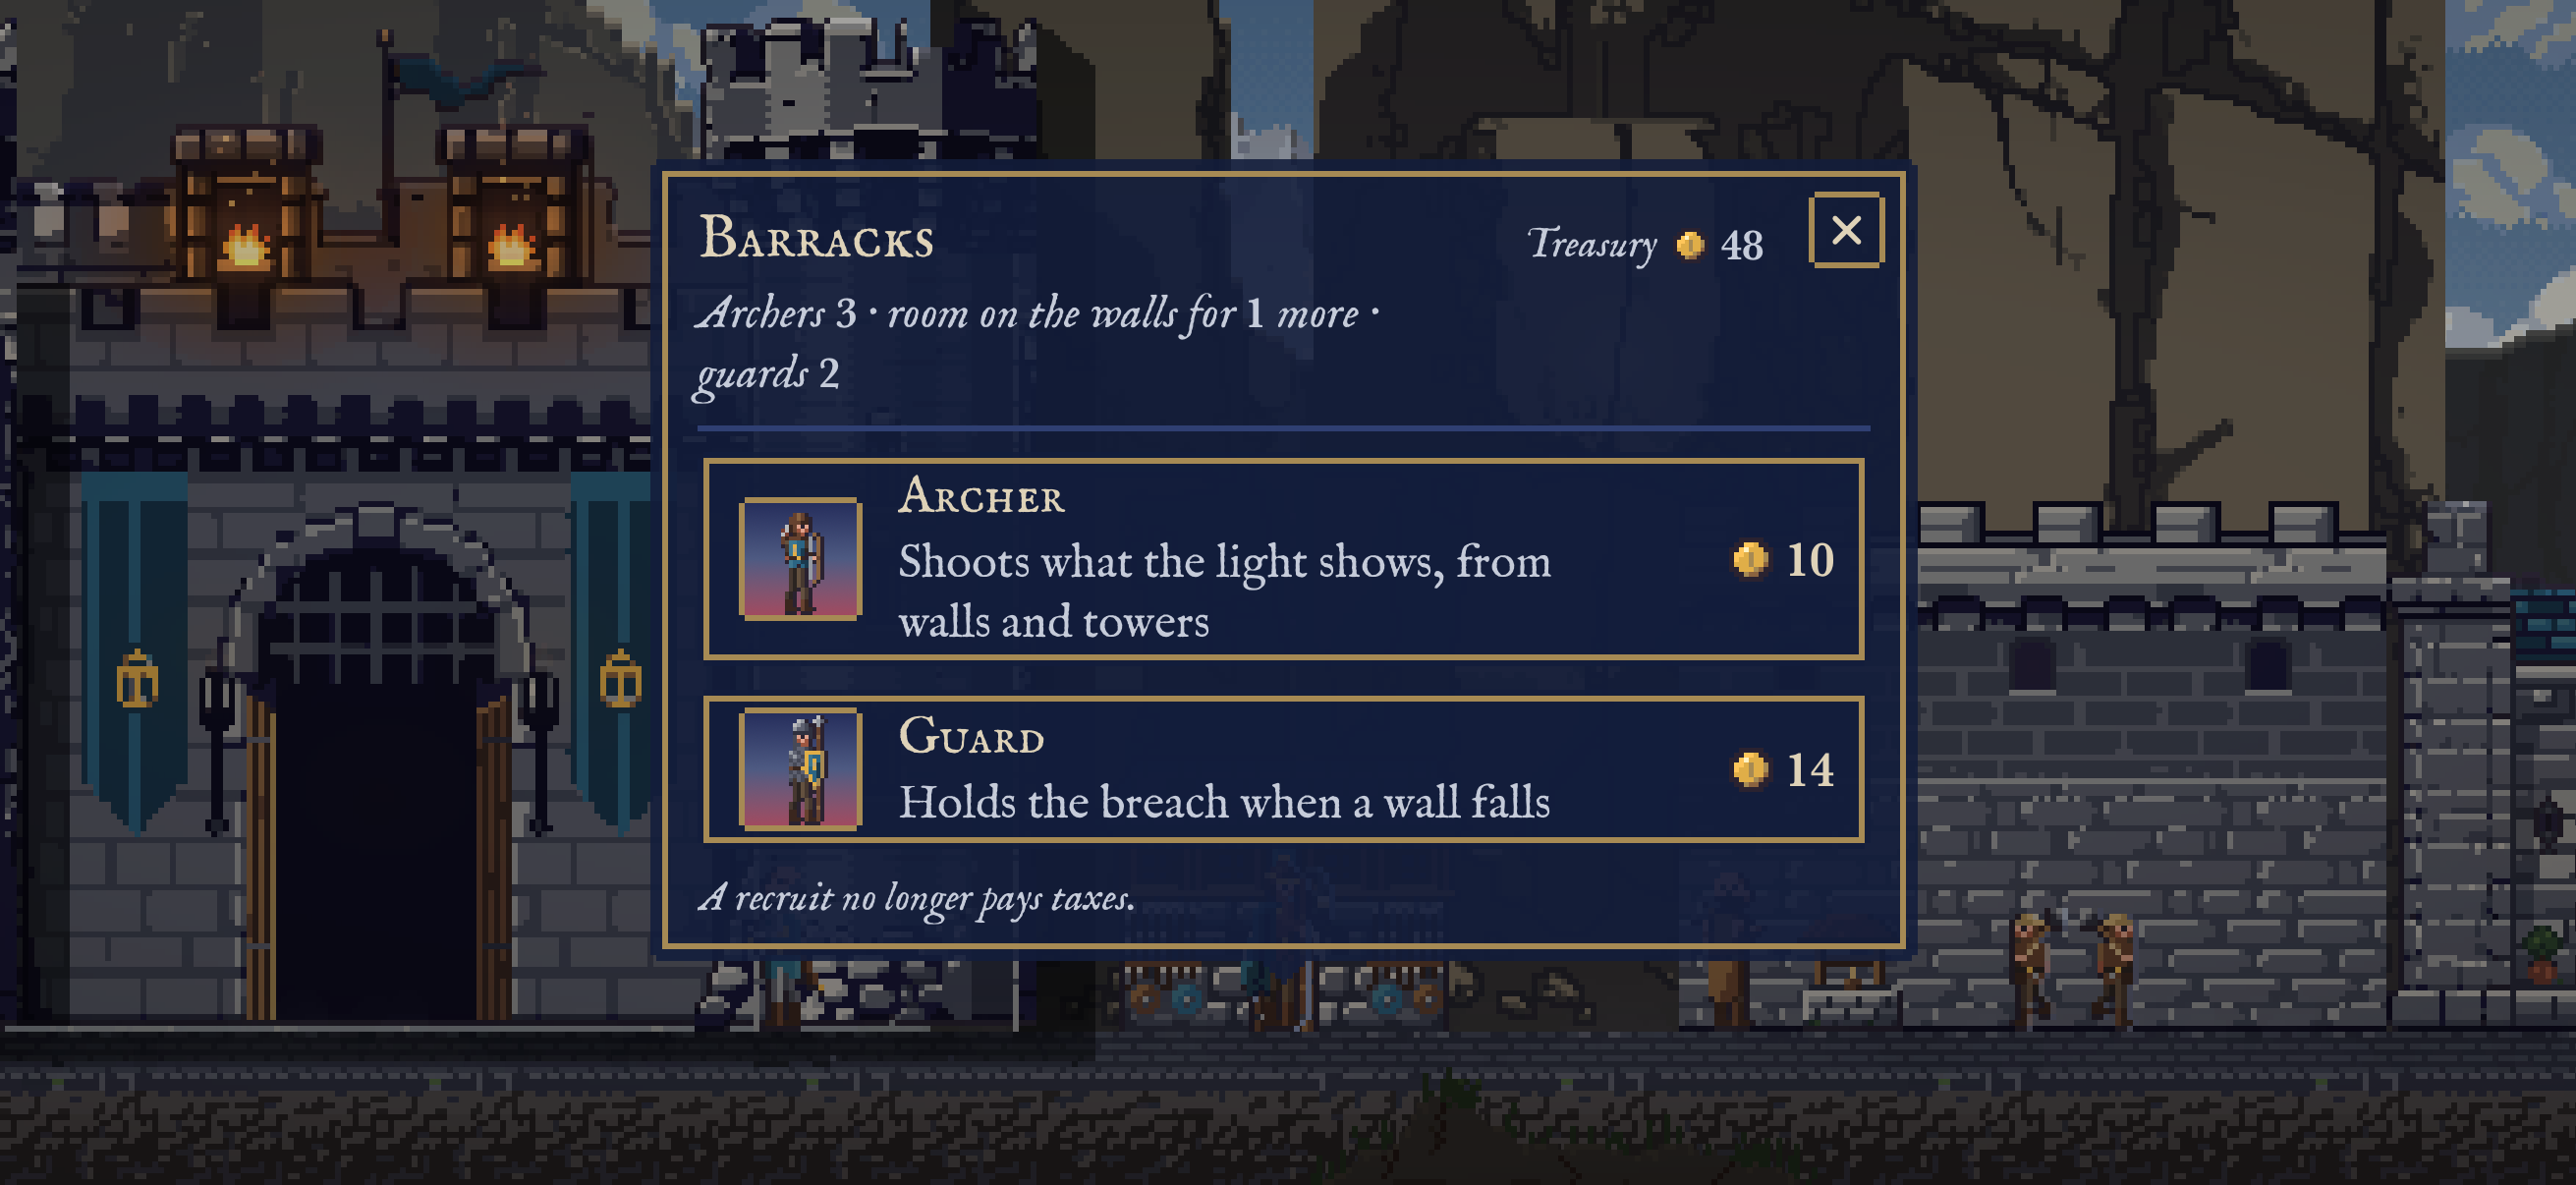 Barracks
Treasury 48
Archers 3 · room on the walls for 1 more ·
guards 2
Archer
Shoots what the light shows, from
walls and towers
10
Guard
Holds the breach when a wall falls
14
A recruit no longer pays taxes.